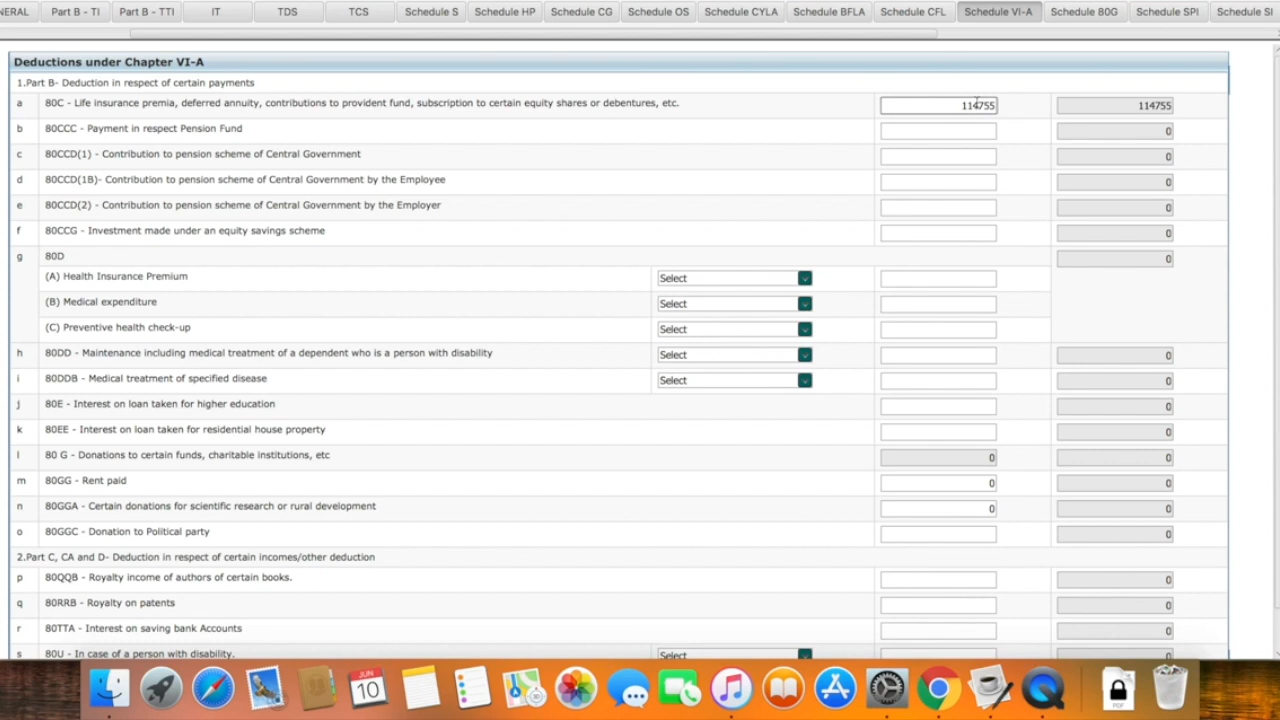 NERAL Part B - TI Part B - TTI IT TDS TCS Schedule S Schedule HP Schedule CG Schedule OS Schedule CYLA Schedule BFLA Schedule CFL Schedule VI-A Schedule 80G Schedule SPI Schedule SI
Deductions under Chapter VI-A
1.Part B- Deduction in respect of certain payments
a 80C - Life insurance premia, deferred annuity, contributions to provident fund, subscription to certain equity shares or debentures, etc. 114755 114755
b 80CCC - Payment in respect Pension Fund 0
c 80CCD(1) - Contribution to pension scheme of Central Government 0
d 80CCD(1B)- Contribution to pension scheme of Central Government by the Employee 0
e 80CCD(2) - Contribution to pension scheme of Central Government by the Employer 0
f 80CCG - Investment made under an equity savings scheme 0
g 80D 0
(A) Health Insurance Premium Select
(B) Medical expenditure Select
(C) Preventive health check-up Select
h 80DD - Maintenance including medical treatment of a dependent who is a person with disability Select 0
i 80DDB - Medical treatment of specified disease Select 0
j 80E - Interest on loan taken for higher education 0
k 80EE - Interest on loan taken for residential house property 0
l 80 G - Donations to certain funds, charitable institutions, etc 0 0
m 80GG - Rent paid 0 0
n 80GGA - Certain donations for scientific research or rural development 0 0
o 80GGC - Donation to Political party 0
2.Part C, CA and D- Deduction in respect of certain incomes/other deduction
p 80QQB - Royalty income of authors of certain books. 0
q 80RRB - Royalty on patents 0
r 80TTA - Interest on saving bank Accounts 0
s 80U - In case of a person with disability. Select 0
JUN
10
PDF